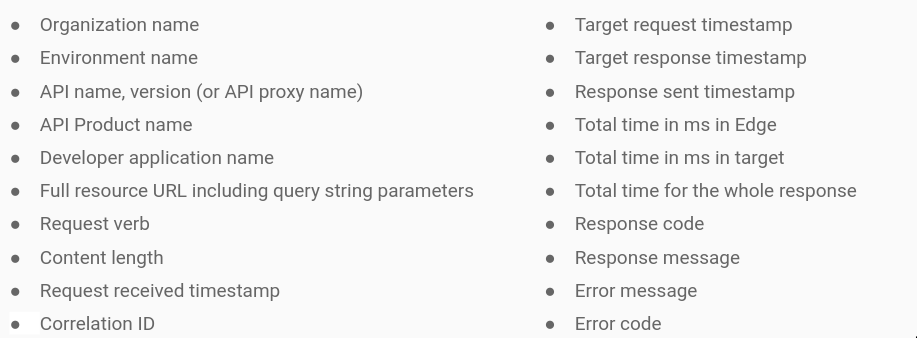 ● Organization name
● Environment name
● API name, version (or API proxy name)
● API Product name
● Developer application name
● Full resource URL including query string parameters
● Request verb
● Content length
● Request received timestamp
● Correlation ID
● Target request timestamp
● Target response timestamp
● Response sent timestamp
● Total time in ms in Edge
● Total time in ms in target
● Total time for the whole response
● Response code
● Response message
● Error message
● Error code